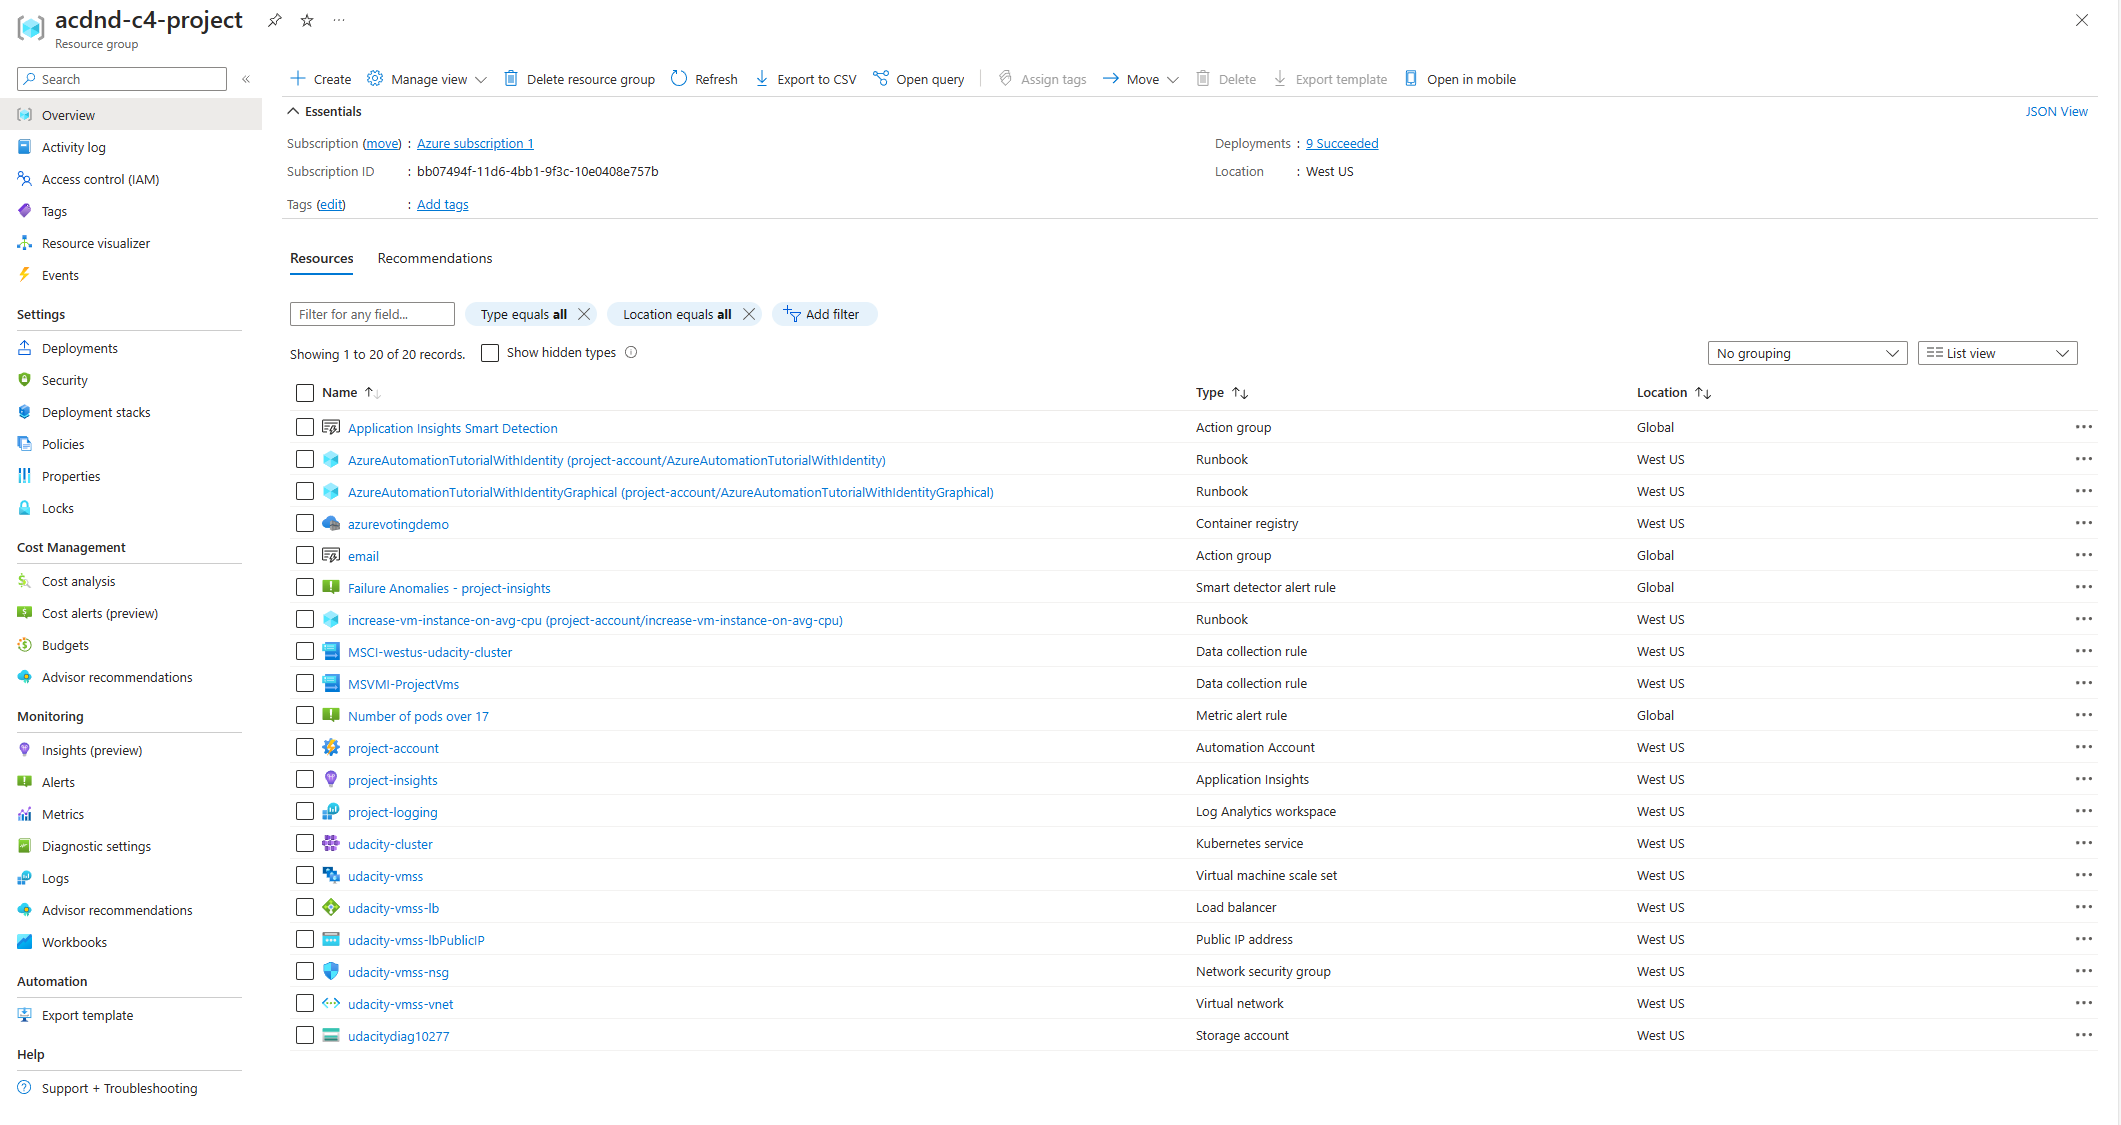 acdnd-c4-project
Resource group
Search
Overview
Activity log
Access control (IAM)
Tags
Resource visualizer
Events
Settings
Deployments
Security
Deployment stacks
Policies
Properties
Locks
Cost Management
Cost analysis
Cost alerts (preview)
Budgets
Advisor recommendations
Monitoring
Insights (preview)
Alerts
Metrics
Diagnostic settings
Logs
Advisor recommendations
Workbooks
Automation
Export template
Help
Support + Troubleshooting
Create Manage view Delete resource group Refresh Export to CSV Open query Assign tags Move Delete Export template Open in mobile
Essentials JSON View
Subscription (move) : Azure subscription 1 Deployments : 9 Succeeded
Subscription ID : bb07494f-11d6-4bb1-9f3c-10e0408e757b Location : West US
Tags (edit) : Add tags
Resources Recommendations
Filter for any field... Type equals all Location equals all Add filter
Showing 1 to 20 of 20 records. Show hidden types No grouping List view
Name Type Location
Application Insights Smart Detection Action group Global
AzureAutomationTutorialWithIdentity (project-account/AzureAutomationTutorialWithIdentity) Runbook West US
AzureAutomationTutorialWithIdentityGraphical (project-account/AzureAutomationTutorialWithIdentityGraphical) Runbook West US
azurevotingdemo Container registry West US
email Action group Global
Failure Anomalies - project-insights Smart detector alert rule Global
increase-vm-instance-on-avg-cpu (project-account/increase-vm-instance-on-avg-cpu) Runbook West US
MSCI-westus-udacity-cluster Data collection rule West US
MSVMI-ProjectVms Data collection rule West US
Number of pods over 17 Metric alert rule Global
project-account Automation Account West US
project-insights Application Insights West US
project-logging Log Analytics workspace West US
udacity-cluster Kubernetes service West US
udacity-vmss Virtual machine scale set West US
udacity-vmss-lb Load balancer West US
udacity-vmss-lbPublicIP Public IP address West US
udacity-vmss-nsg Network security group West US
udacity-vmss-vnet Virtual network West US
udacitydiag10277 Storage account West US